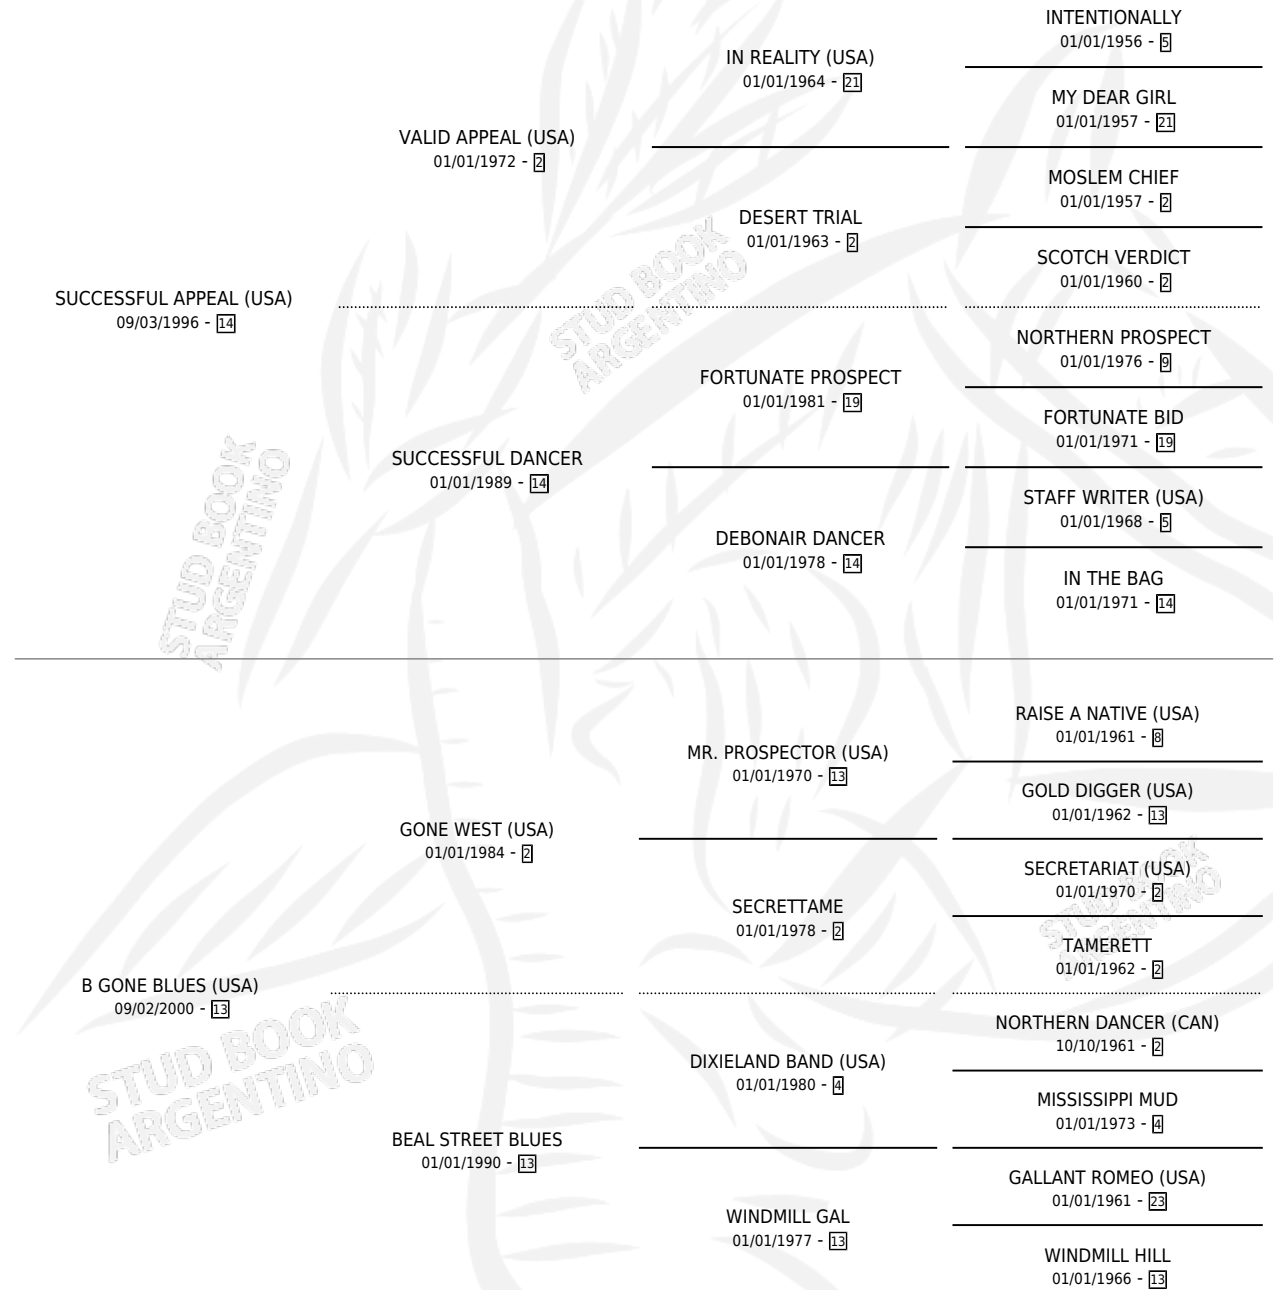 INTENTIONALLY
01/01/1956 - 5
IN REALITY (USA)
01/01/1964 - 21
MY DEAR GIRL
01/01/1957 - 21
VALID APPEAL (USA)
01/01/1972 - 2
MOSLEM CHIEF
01/01/1957 - 2
DESERT TRIAL
01/01/1963 - 2
SCOTCH VERDICT
01/01/1960 - 2
SUCCESSFUL APPEAL (USA)
09/03/1996 - 14
NORTHERN PROSPECT
01/01/1976 - 9
FORTUNATE PROSPECT
01/01/1981 - 19
FORTUNATE BID
01/01/1971 - 19
SUCCESSFUL DANCER
01/01/1989 - 14
STAFF WRITER (USA)
01/01/1968 - 5
DEBONAIR DANCER
01/01/1978 - 14
IN THE BAG
01/01/1971 - 14
STUD BOOK
ARGENTINO
STUD BOOK
ARGENTINO
RAISE A NATIVE (USA)
01/01/1961 - 8
MR. PROSPECTOR (USA)
01/01/1970 - 13
GOLD DIGGER (USA)
01/01/1962 - 13
GONE WEST (USA)
01/01/1984 - 2
SECRETARIAT (USA)
01/01/1970 - 2
SECRETTAME
01/01/1978 - 2
TAMERETT
01/01/1962 - 2
B GONE BLUES (USA)
09/02/2000 - 13
NORTHERN DANCER (CAN)
10/10/1961 - 2
DIXIELAND BAND (USA)
01/01/1980 - 4
MISSISSIPPI MUD
01/01/1973 - 4
BEAL STREET BLUES
01/01/1990 - 13
GALLANT ROMEO (USA)
01/01/1961 - 23
WINDMILL GAL
01/01/1977 - 13
WINDMILL HILL
01/01/1966 - 13
STUD BOOK
ARGENTINO
STUD BOOK
ARGENTINO